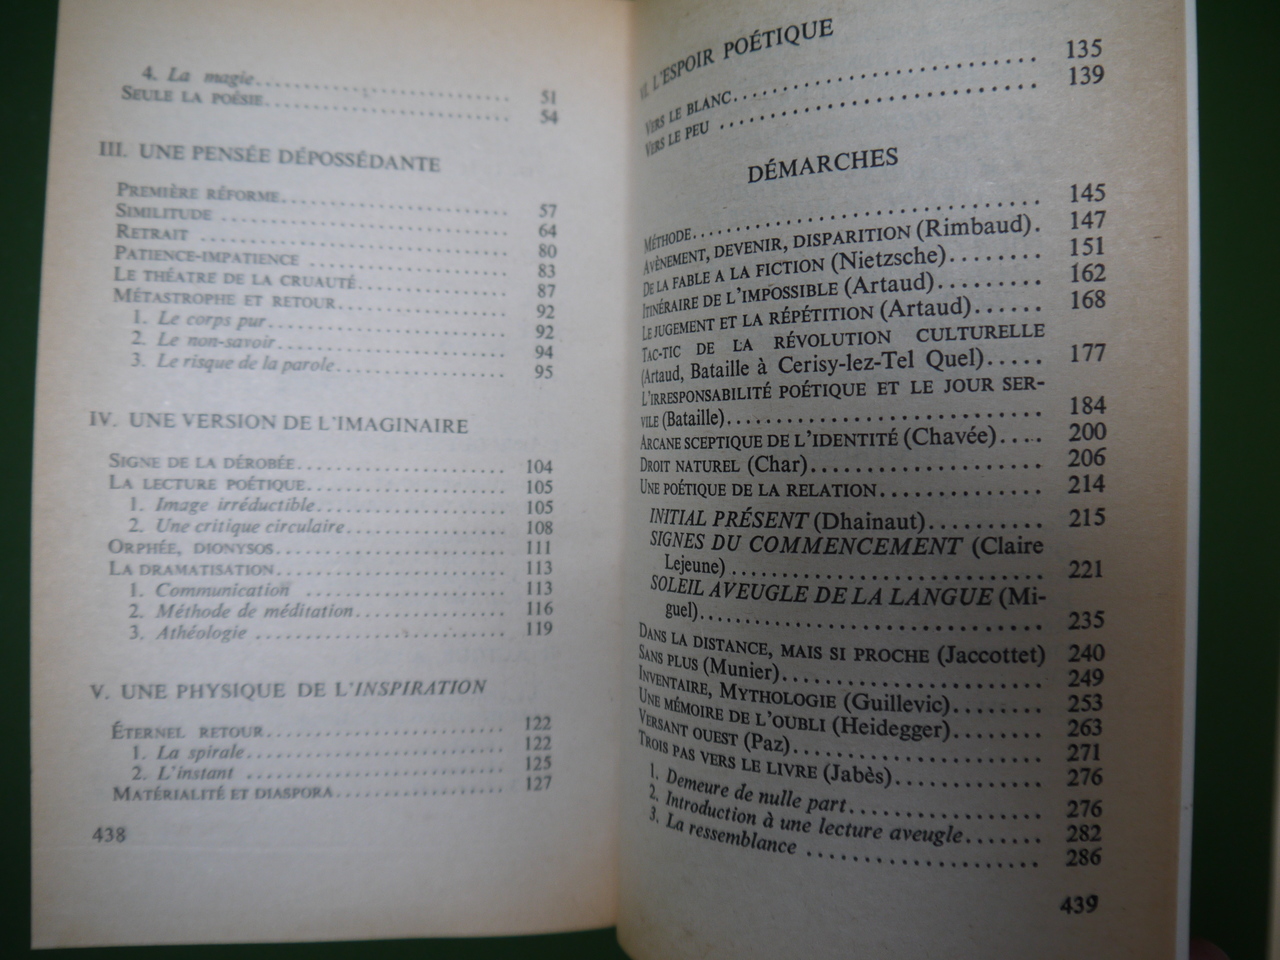 4. La magie........ 51
SEULE LA POÉSIE........ 54
III. UNE PENSÉE DÉPOSSÉDANTE
PREMIÈRE RÉFORME........ 57
SIMILITUDE ........ 64
RETRAIT ........ 80
PATIENCE-IMPATIENCE ........ 83
LE THÉATRE DE LA CRUAUTÉ........ 87
MÉTASTROPHE ET RETOUR........ 92
1. Le corps pur........ 92
2. Le non-savoir........ 94
3. Le risque de la parole........ 95
IV. UNE VERSION DE L'IMAGINAIRE
SIGNE DE LA DÉROBÉE........ 104
LA LECTURE POÉTIQUE........ 105
1. Image irréductible........ 105
2. Une critique circulaire........ 108
ORPHÉE, DIONYSOS........ 111
LA DRAMATISATION........ 113
1. Communication ........ 113
2. Méthode de méditation........ 116
3. Athéologie ........ 119
V. UNE PHYSIQUE DE L'INSPIRATION
ÉTERNEL RETOUR........ 122
1. La spirale........ 122
2. L'instant ........ 125
MATÉRIALITÉ ET DIASPORA........ 127
438
VI. L'ESPOIR POÉTIQUE
VERS LE BLANC........ 135
VERS LE PEU ........ 139
DÉMARCHES
MÉTHODE........ 145
AVÈNEMENT, DEVENIR, DISPARITION (Rimbaud). 147
DE LA FABLE A LA FICTION (Nietzsche)........ 151
ITINÉRAIRE DE L'IMPOSSIBLE (Artaud)........ 162
LE JUGEMENT ET LA RÉPÉTITION (Artaud)........ 168
TAC-TIC DE LA RÉVOLUTION CULTURELLE
(Artaud, Bataille à Cerisy-lez-Tel Quel)..... 177
L'IRRESPONSABILITÉ POÉTIQUE ET LE JOUR SER-
VILE (Bataille)........ 184
ARCANE SCEPTIQUE DE L'IDENTITÉ (Chavée).... 200
DROIT NATUREL (Char)........ 206
UNE POÉTIQUE DE LA RELATION........ 214
INITIAL PRÉSENT (Dhainaut)........ 215
SIGNES DU COMMENCEMENT (Claire
Lejeune) ........ 221
SOLEIL AVEUGLE DE LA LANGUE (Mi-
guel)........ 235
DANS LA DISTANCE, MAIS SI PROCHE (Jaccottet) 240
SANS PLUS (Munier)........ 249
INVENTAIRE, MYTHOLOGIE (Guillevic)........ 253
UNE MÉMOIRE DE L'OUBLI (Heidegger)........ 263
VERSANT OUEST (Paz)........ 271
TROIS PAS VERS LE LIVRE (Jabès)........ 276
1. Demeure de nulle part........ 276
2. Introduction à une lecture aveugle....... 282
3. La ressemblance ........ 286
439